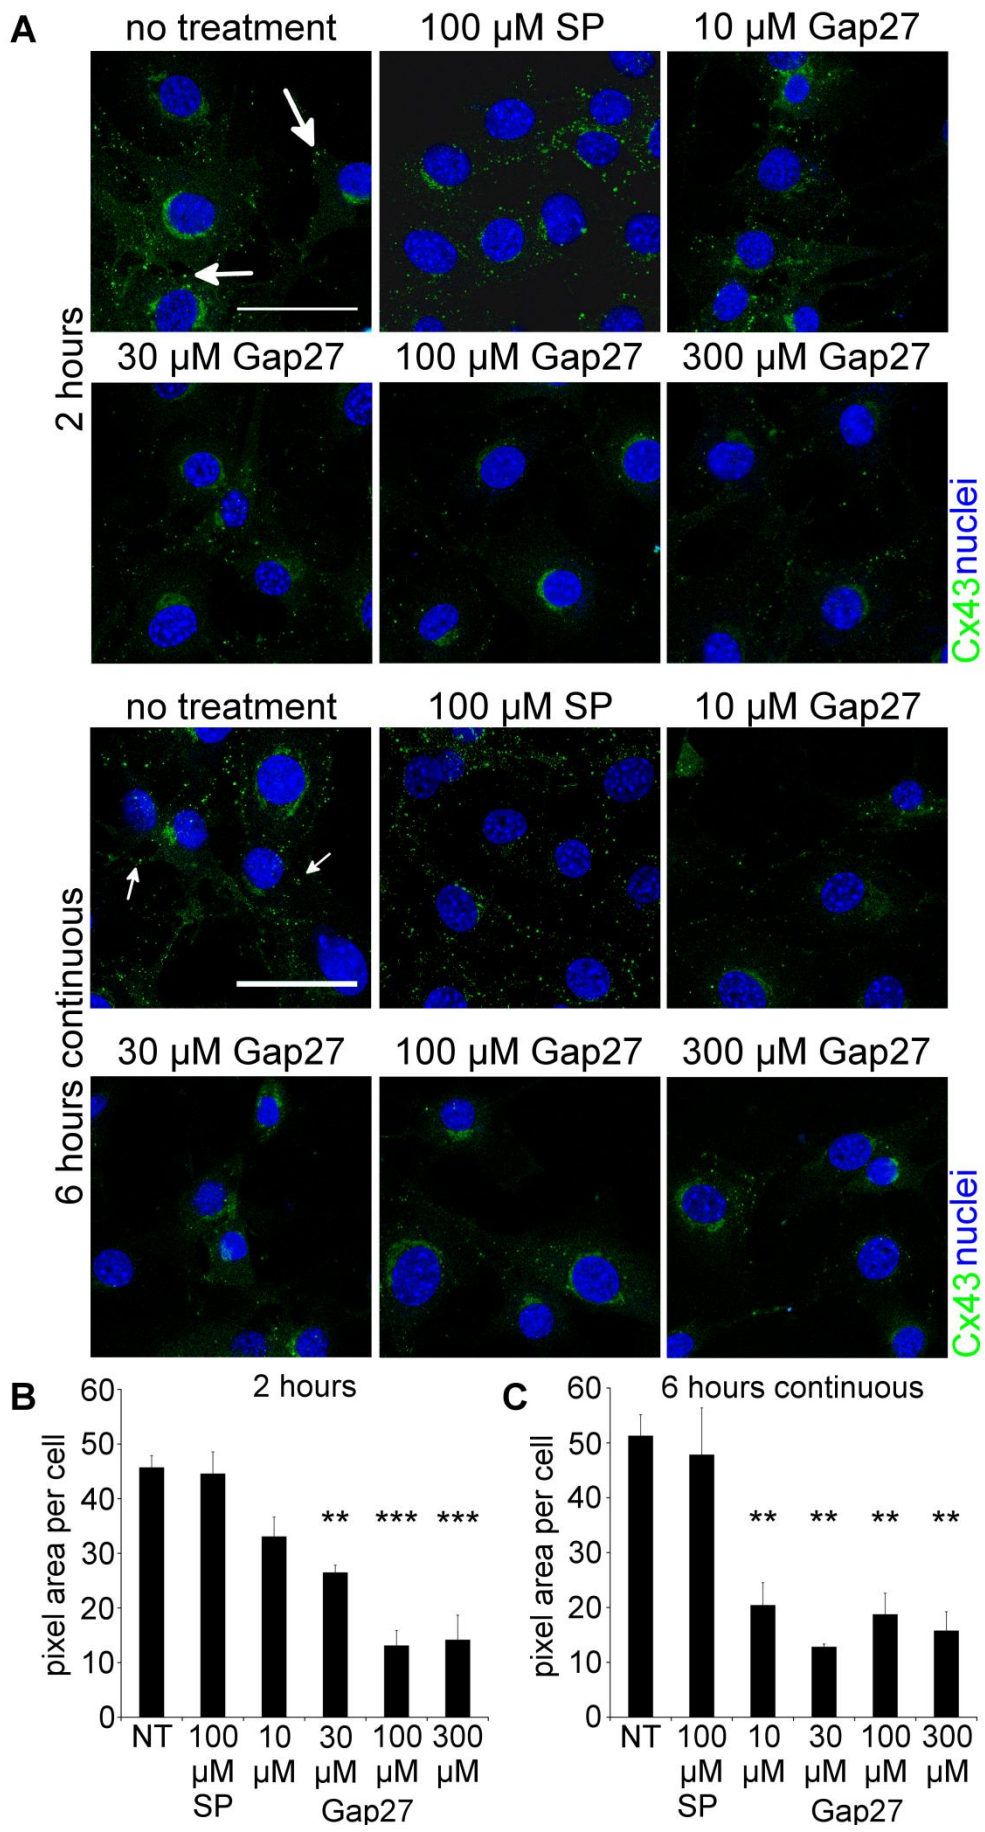 A
no treatment
100 µM SP
10 µM Gap27
2 hours
30 µM Gap27
100 µM Gap27
300 µM Gap27
Cx43 nuclei
no treatment
100 µM SP
10 µM Gap27
6 hours continuous
30 µM Gap27
100 µM Gap27
300 µM Gap27
Cx43 nuclei
B
2 hours
pixel area per cell
60
50
40
30
20
10
0
** *** ***
NT 100 10 30 100 300
µM µM µM µM µM
SP Gap27
C
6 hours continuous
pixel area per cell
60
50
40
30
20
10
0
** ** ** **
NT 100 10 30 100 300
µM µM µM µM µM
SP Gap27